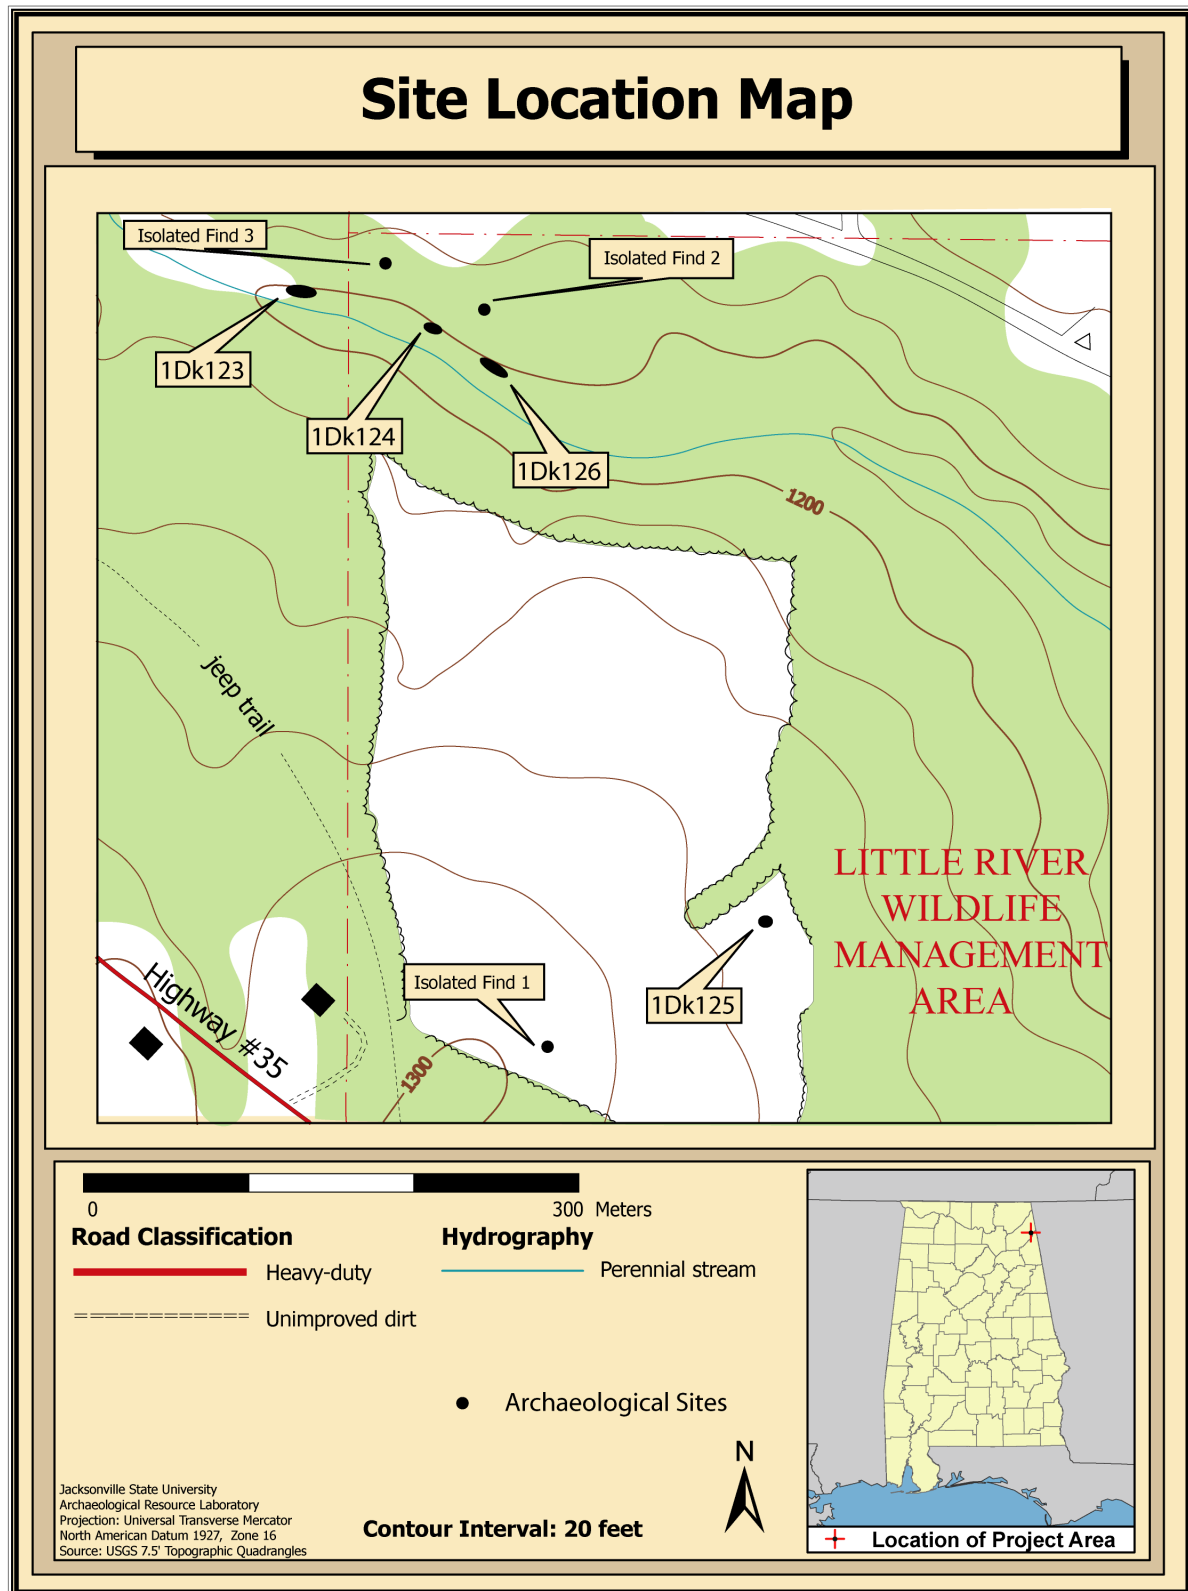 Site Location Map
Isolated Find 3
Isolated Find 2
1Dk123
1Dk124
1Dk126
1200
jeep trail
LITTLE RIVER
WILDLIFE
MANAGEMENT
AREA
Highway #35
Isolated Find 1
1Dk125
1300
0
300 Meters
Road Classification
Hydrography
Heavy-duty
Perennial stream
Unimproved dirt
Archaeological Sites
N
Jacksonville State University
Archaeological Resource Laboratory
Projection: Universal Transverse Mercator
North American Datum 1927, Zone 16
Source: USGS 7.5' Topographic Quadrangles
Contour Interval: 20 feet
Location of Project Area